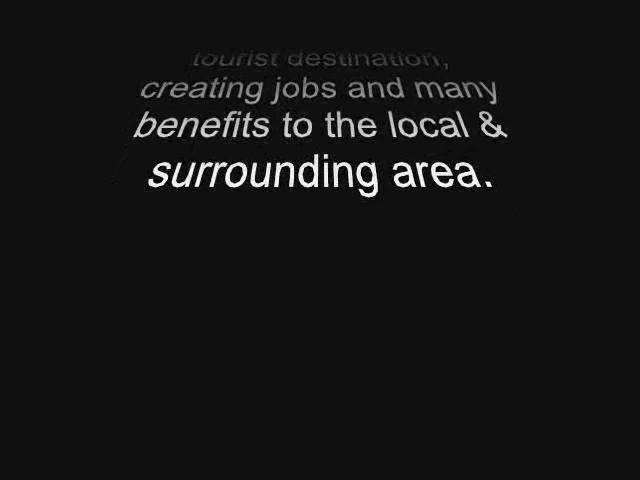 tourist destination,
creating jobs and many
benefits to the local &
surrounding area.